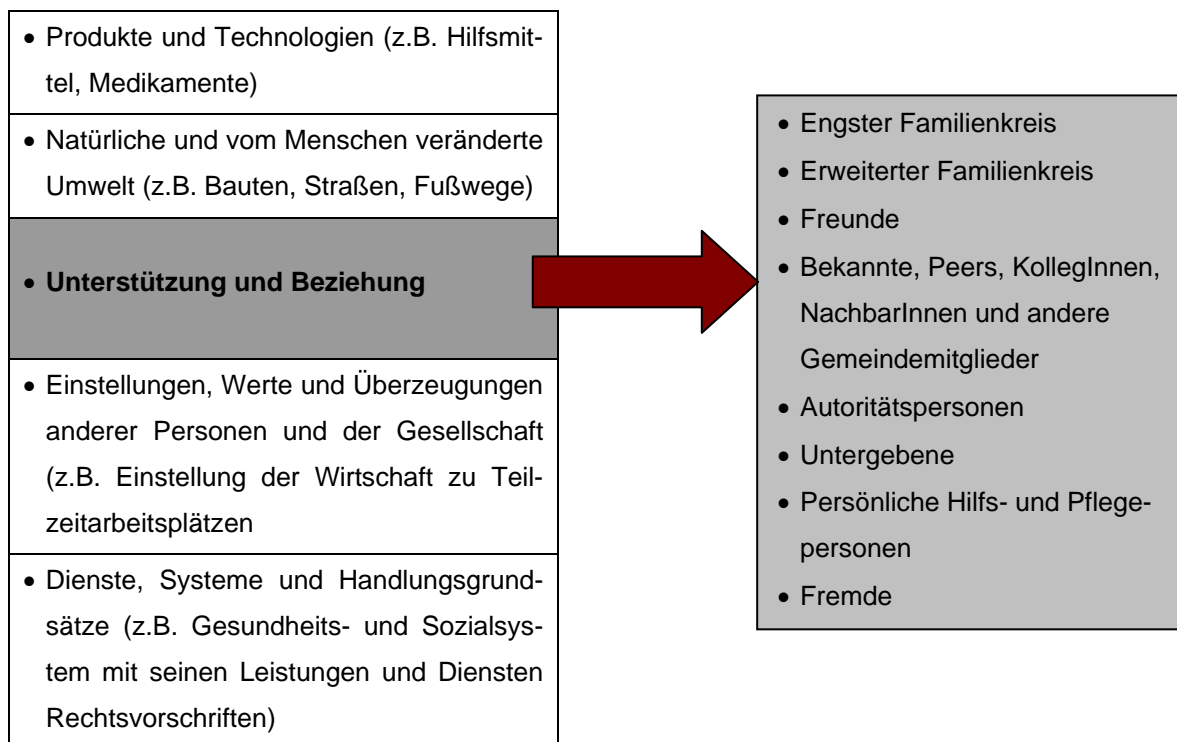 • Produkte und Technologien (z.B. Hilfsmit-
tel, Medikamente)
• Natürliche und vom Menschen veränderte
Umwelt (z.B. Bauten, Straßen, Fußwege)
• Unterstützung und Beziehung
• Einstellungen, Werte und Überzeugungen
anderer Personen und der Gesellschaft
(z.B. Einstellung der Wirtschaft zu Teil-
zeitarbeitsplätzen
• Dienste, Systeme und Handlungsgrund-
sätze (z.B. Gesundheits- und Sozialsys-
tem mit seinen Leistungen und Diensten
Rechtsvorschriften)
• Engster Familienkreis
• Erweiterter Familienkreis
• Freunde
• Bekannte, Peers, KollegInnen,
NachbarInnen und andere
Gemeindemitglieder
• Autoritätspersonen
• Untergebene
• Persönliche Hilfs- und Pflege-
personen
• Fremde